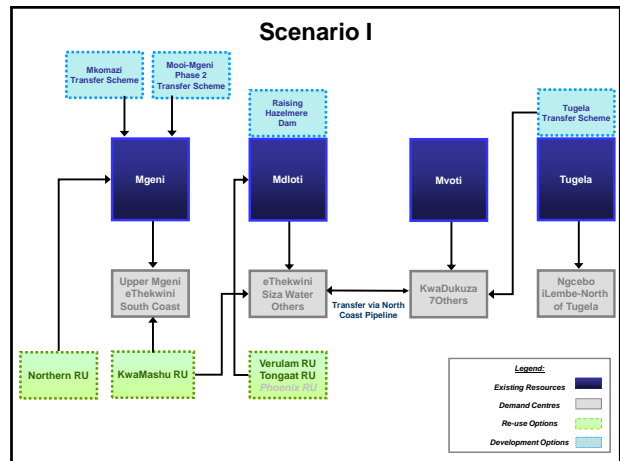 Scenario I
Mkomazi
Transfer Scheme
Mooi-Mgeni
Phase 2
Transfer Scheme
Raising
Hazelmere
Dam
Tugela
Transfer Scheme
Mgeni
Mdloti
Mvoti
Tugela
Upper Mgeni
eThekwini
South Coast
eThekwini
Siza Water
Others
Transfer via North
Coast Pipeline
KwaDukuza
7Others
Ngcebo
iLembe-North
of Tugela
Northern RU
KwaMashu RU
Verulam RU
Tongaat RU
Phoenix RU
Legend:
Existing Resources
Demand Centres
Re-use Options
Development Options